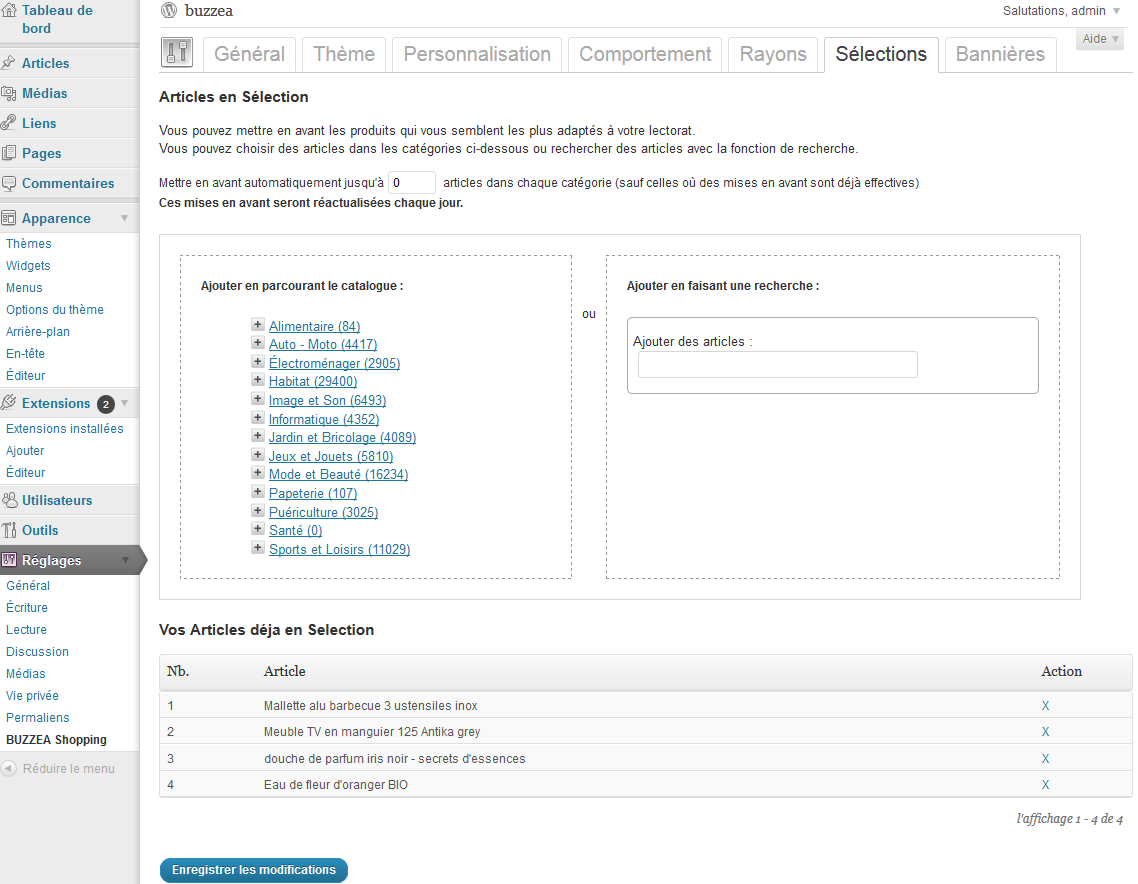 Tableau de
bord
Articles
Médias
Liens
Pages
Commentaires
Apparence
Thèmes
Widgets
Menus
Options du thème
Arrière-plan
En-tête
Éditeur
Extensions 2
Extensions installées
Ajouter
Éditeur
Utilisateurs
Outils
Réglages
Général
Écriture
Lecture
Discussion
Médias
Vie privée
Permaliens
BUZZEA Shopping
Réduire le menu
buzzea
Salutations, admin
Aide
Général Thème Personnalisation Comportement Rayons Sélections Bannières
Articles en Sélection
Vous pouvez mettre en avant les produits qui vous semblent les plus adaptés à votre lectorat.
Vous pouvez choisir des articles dans les catégories ci-dessous ou rechercher des articles avec la fonction de recherche.
Mettre en avant automatiquement jusqu'à 0 articles dans chaque catégorie (sauf celles où des mises en avant sont déjà effectives)
Ces mises en avant seront réactualisées chaque jour.
Ajouter en parcourant le catalogue :
Alimentaire (84)
Auto - Moto (4417)
Électroménager (2905)
Habitat (29400)
Image et Son (6493)
Informatique (4352)
Jardin et Bricolage (4089)
Jeux et Jouets (5810)
Mode et Beauté (16234)
Papeterie (107)
Puériculture (3025)
Santé (0)
Sports et Loisirs (11029)
ou
Ajouter en faisant une recherche :
Ajouter des articles :
Vos Articles déja en Selection
Nb. Article Action
1 Mallette alu barbecue 3 ustensiles inox X
2 Meuble TV en manguier 125 Antika grey X
3 douche de parfum iris noir - secrets d'essences X
4 Eau de fleur d'oranger BIO X
l'affichage 1 - 4 de 4
Enregistrer les modifications